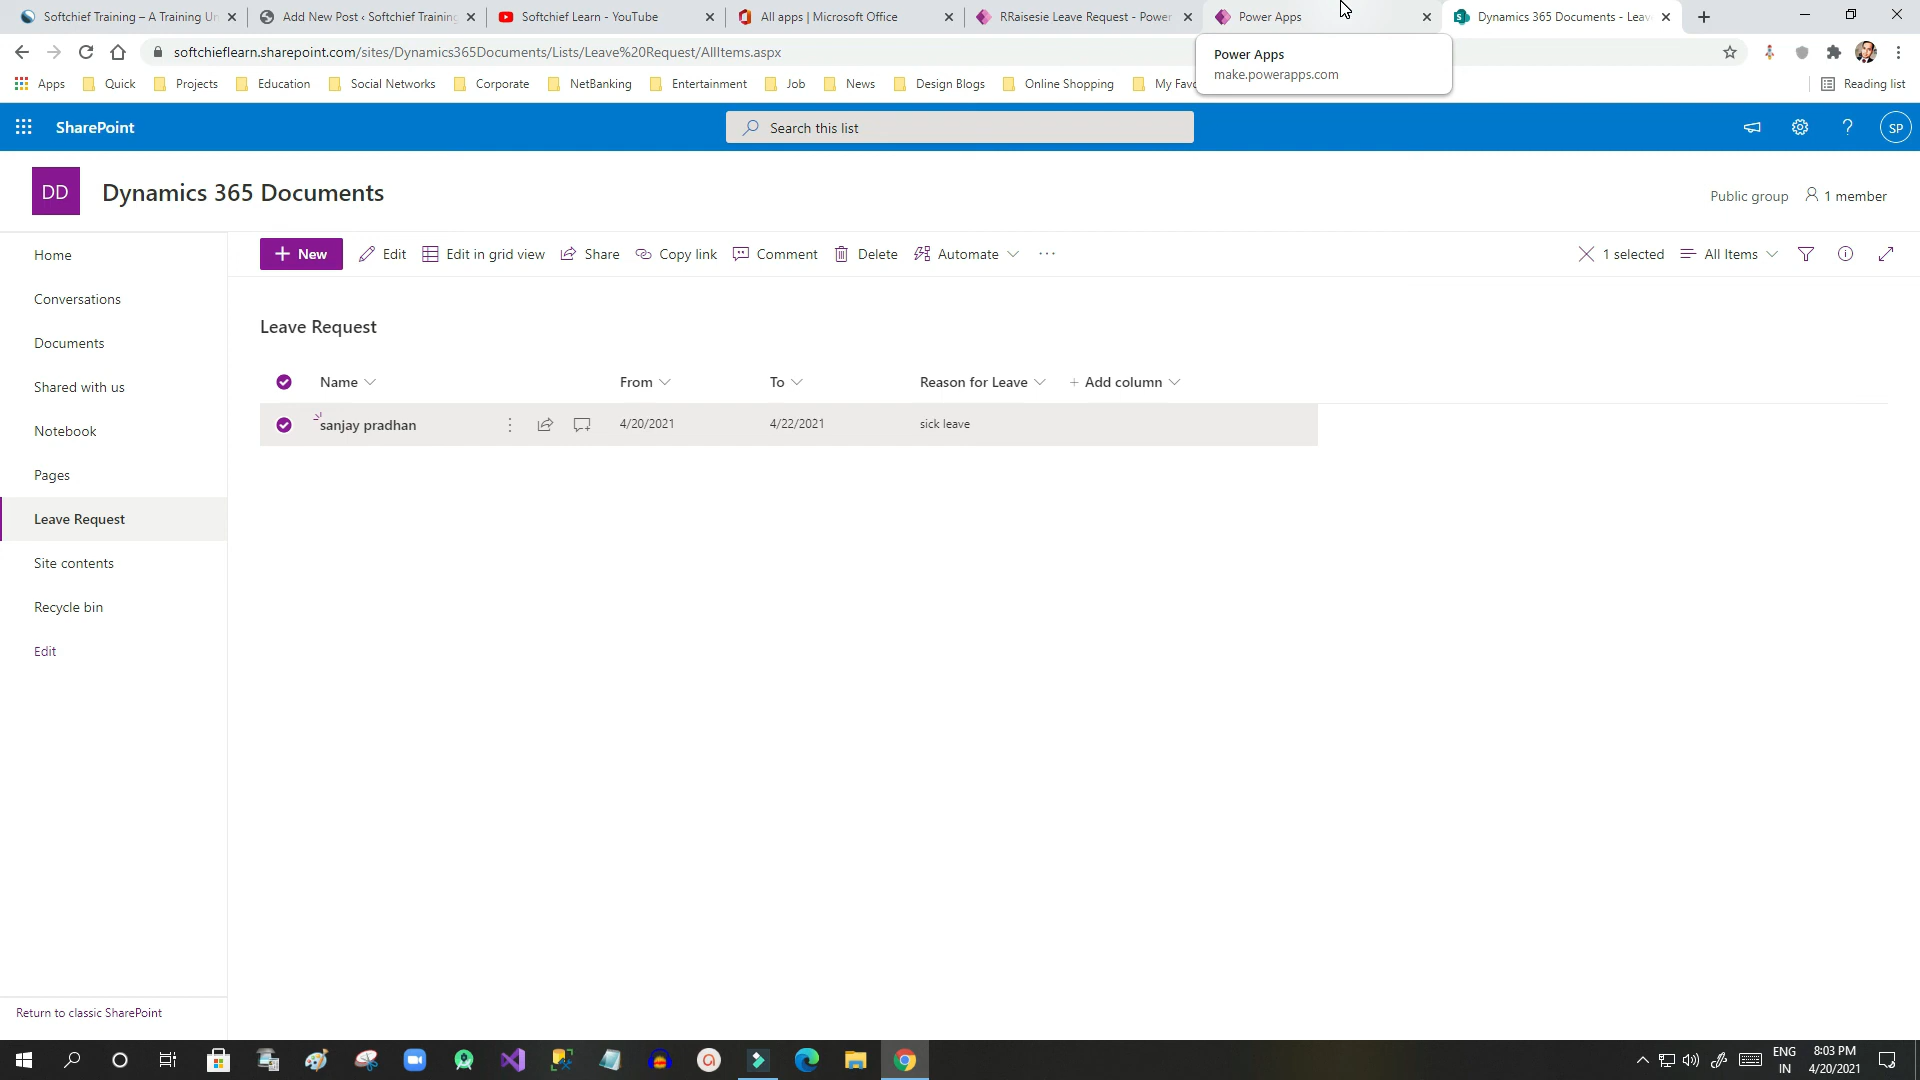 Softchief Training – A Training Un
Add New Post ‹ Softchief Training
Softchief Learn - YouTube
All apps | Microsoft Office
RRaisesie Leave Request - Power
Power Apps
Dynamics 365 Documents - Leav
softchieflearn.sharepoint.com/sites/Dynamics365Documents/Lists/Leave%20Request/AllItems.aspx
Power Apps
make.powerapps.com
Apps
Quick
Projects
Education
Social Networks
Corporate
NetBanking
Entertainment
Job
News
Design Blogs
Online Shopping
My Favo
Reading list
SharePoint
Search this list
SP
DD
Dynamics 365 Documents
Public group
1 member
Home
Conversations
Documents
Shared with us
Notebook
Pages
Leave Request
Site contents
Recycle bin
Edit
Return to classic SharePoint
+ New
Edit
Edit in grid view
Share
Copy link
Comment
Delete
Automate
···
1 selected
All Items
Leave Request
Name
From
To
Reason for Leave
+ Add column
sanjay pradhan
4/20/2021
4/22/2021
sick leave
ENG
IN
8:03 PM
4/20/2021